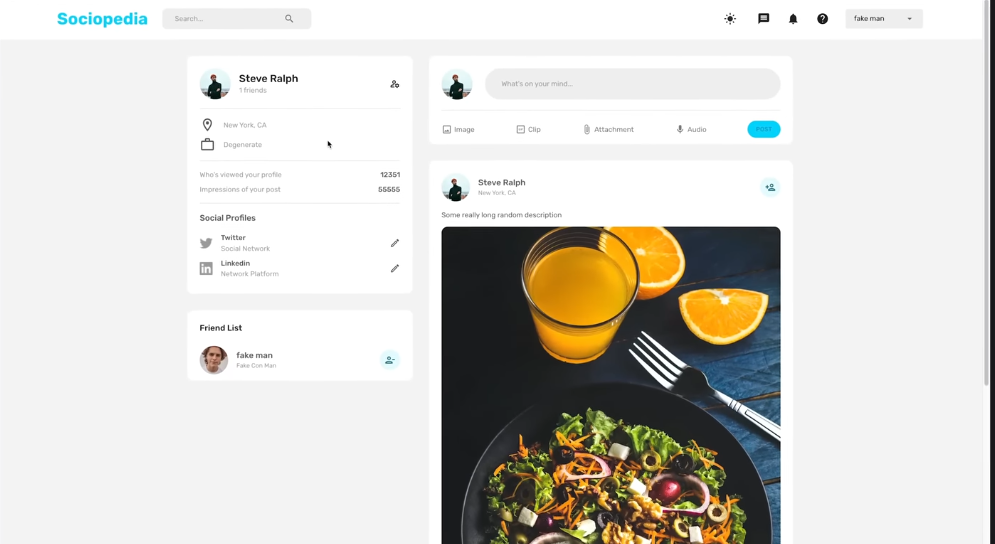 Sociopedia
Search...
fake man
Steve Ralph
1 friends
New York, CA
Degenerate
Who's viewed your profile 12351
Impressions of your post 55555
Social Profiles
Twitter
Social Network
Linkedin
Network Platform
Friend List
fake man
Fake Con Man
What's on your mind...
Image Clip Attachment Audio POST
Steve Ralph
New York, CA
Some really long random description